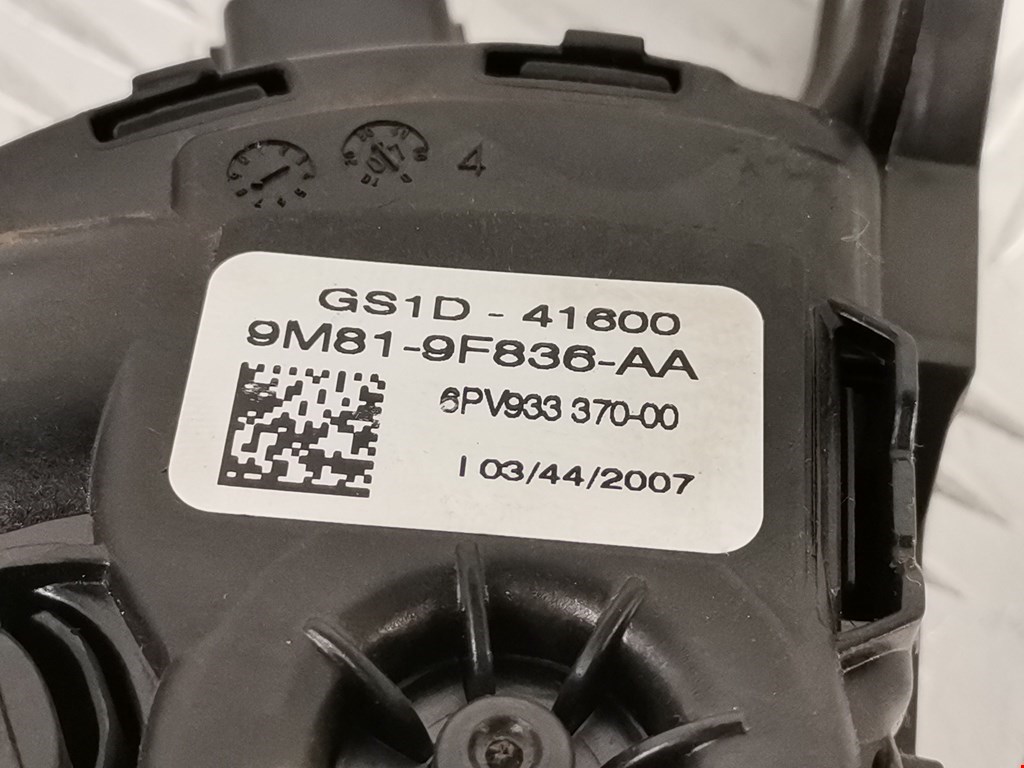 4
GS1D - 41600
9M81-9F836-AA
6PV933 370-00
I 03/44/2007